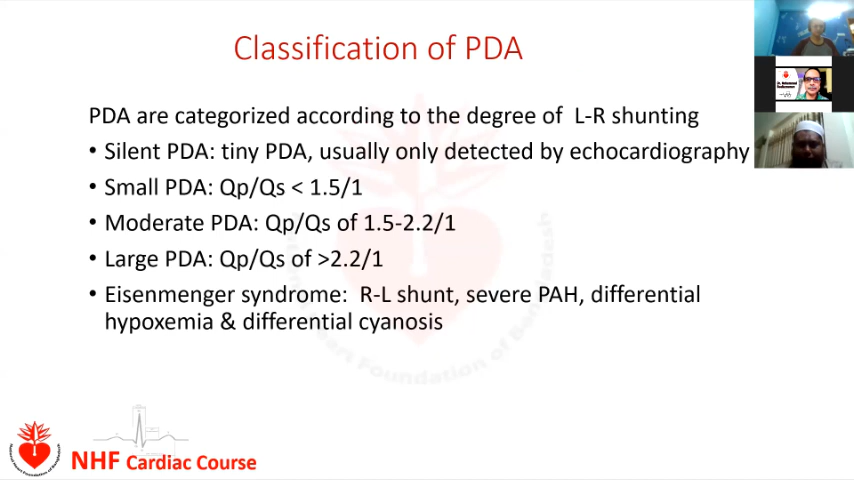 Classification of PDA
PDA are categorized according to the degree of L-R shunting
• Silent PDA: tiny PDA, usually only detected by echocardiography
• Small PDA: Qp/Qs < 1.5/1
• Moderate PDA: Qp/Qs of 1.5-2.2/1
• Large PDA: Qp/Qs of >2.2/1
• Eisenmenger syndrome: R-L shunt, severe PAH, differential
hypoxemia & differential cyanosis
NHF Cardiac Course